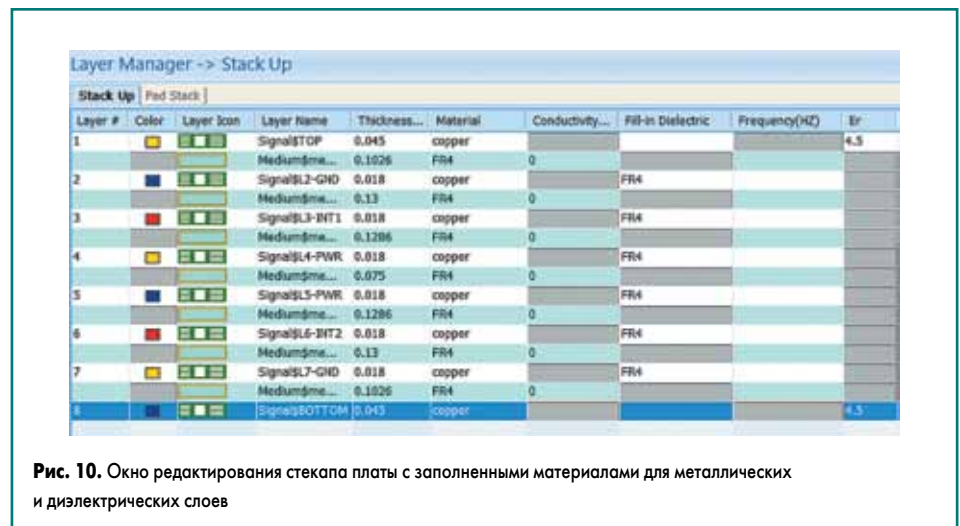 Layer Manager -> Stack Up
Stack Up Pad Stack
Layer # Color Layer Icon Layer Name Thickness... Material Conductivity... Fill-in Dielectric Frequency(HZ) Er
1 Signal$TOP 0.045 copper 4.5
Medium$me... 0.1026 FR4 0
2 Signal$L2-GND 0.018 copper FR4
Medium$me... 0.13 FR4 0
3 Signal$L3-INT1 0.018 copper FR4
Medium$me... 0.1286 FR4 0
4 Signal$L4-PWR 0.018 copper FR4
Medium$me... 0.075 FR4 0
5 Signal$L5-PWR 0.018 copper FR4
Medium$me... 0.1286 FR4 0
6 Signal$L6-INT2 0.018 copper FR4
Medium$me... 0.13 FR4 0
7 Signal$L7-GND 0.018 copper FR4
Medium$me... 0.1026 FR4 0
8 Signal$BOTTOM 0.045 copper 4.5
Рис. 10. Окно редактирования стекапа платы с заполненными материалами для металлических
и диэлектрических слоев